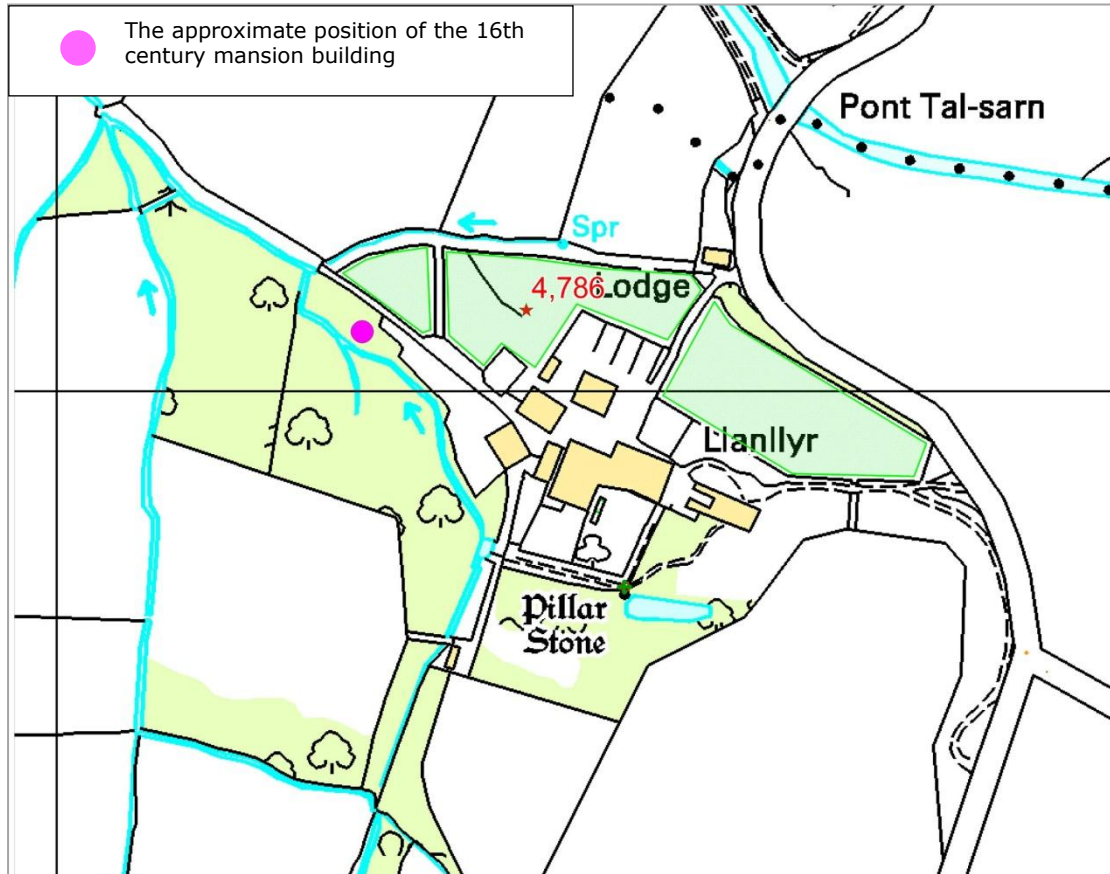 The approximate position of the 16th
century mansion building
Pont Tal-sarn
Spr
4,786
Lodge
Llanllyr
Pillar
Stone